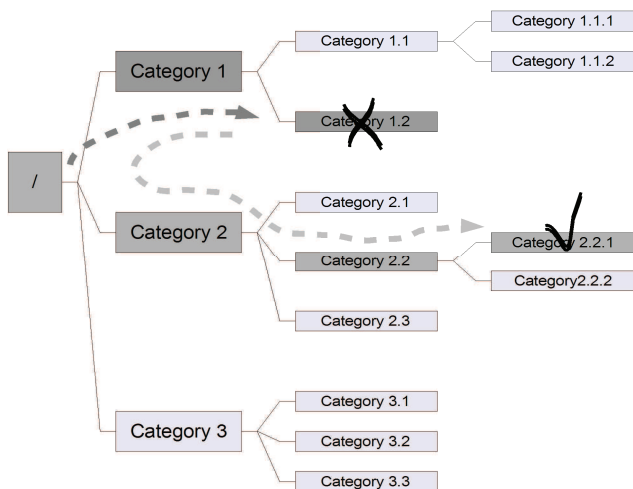 /
Category 1
Category 1.1
Category 1.1.1
Category 1.1.2
Category 1.2
Category 2
Category 2.1
Category 2.2
Category 2.2.1
Category2.2.2
Category 2.3
Category 3
Category 3.1
Category 3.2
Category 3.3